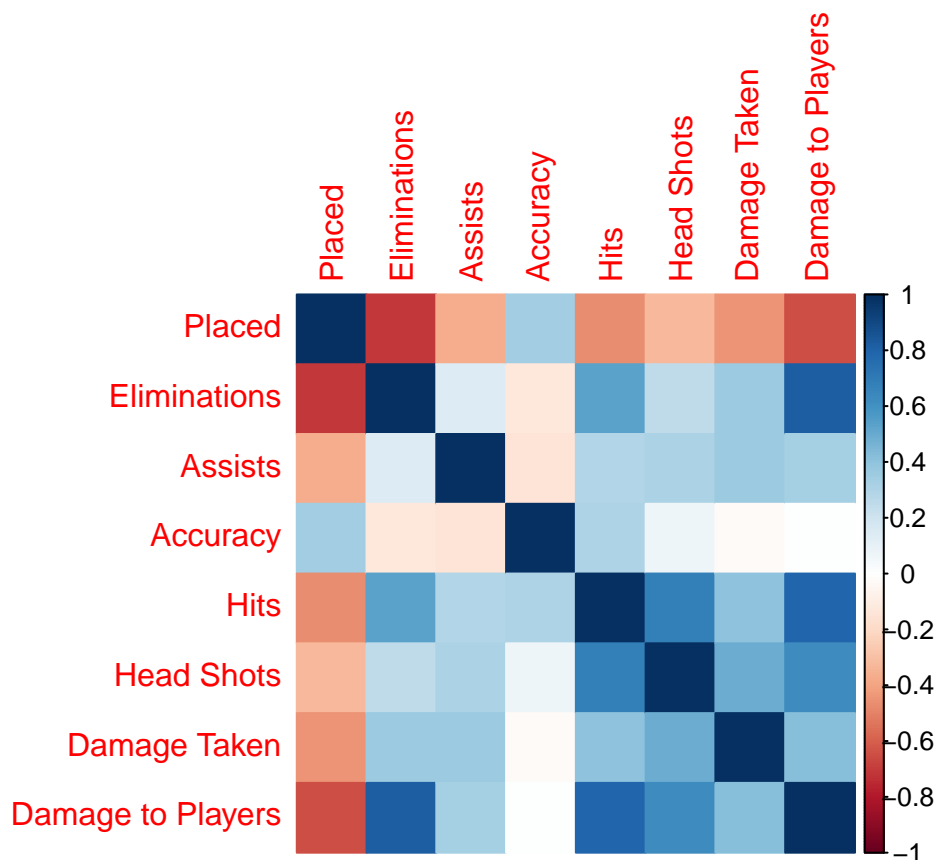 Placed
Eliminations
Assists
Accuracy
Hits
Head Shots
Damage Taken
Damage to Players
Placed
Eliminations
Assists
Accuracy
Hits
Head Shots
Damage Taken
Damage to Players
1
0.8
0.6
0.4
0.2
0
−0.2
−0.4
−0.6
−0.8
−1